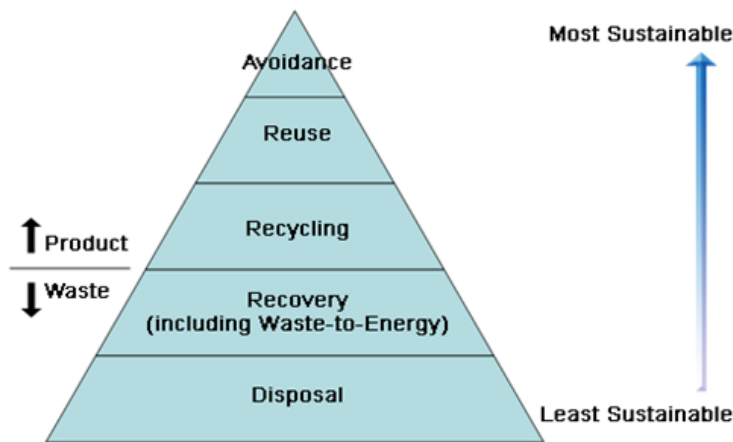 Most Sustainable
Avoidance
Reuse
Recycling
Product
Waste
Recovery
(including Waste-to-Energy)
Disposal
Least Sustainable